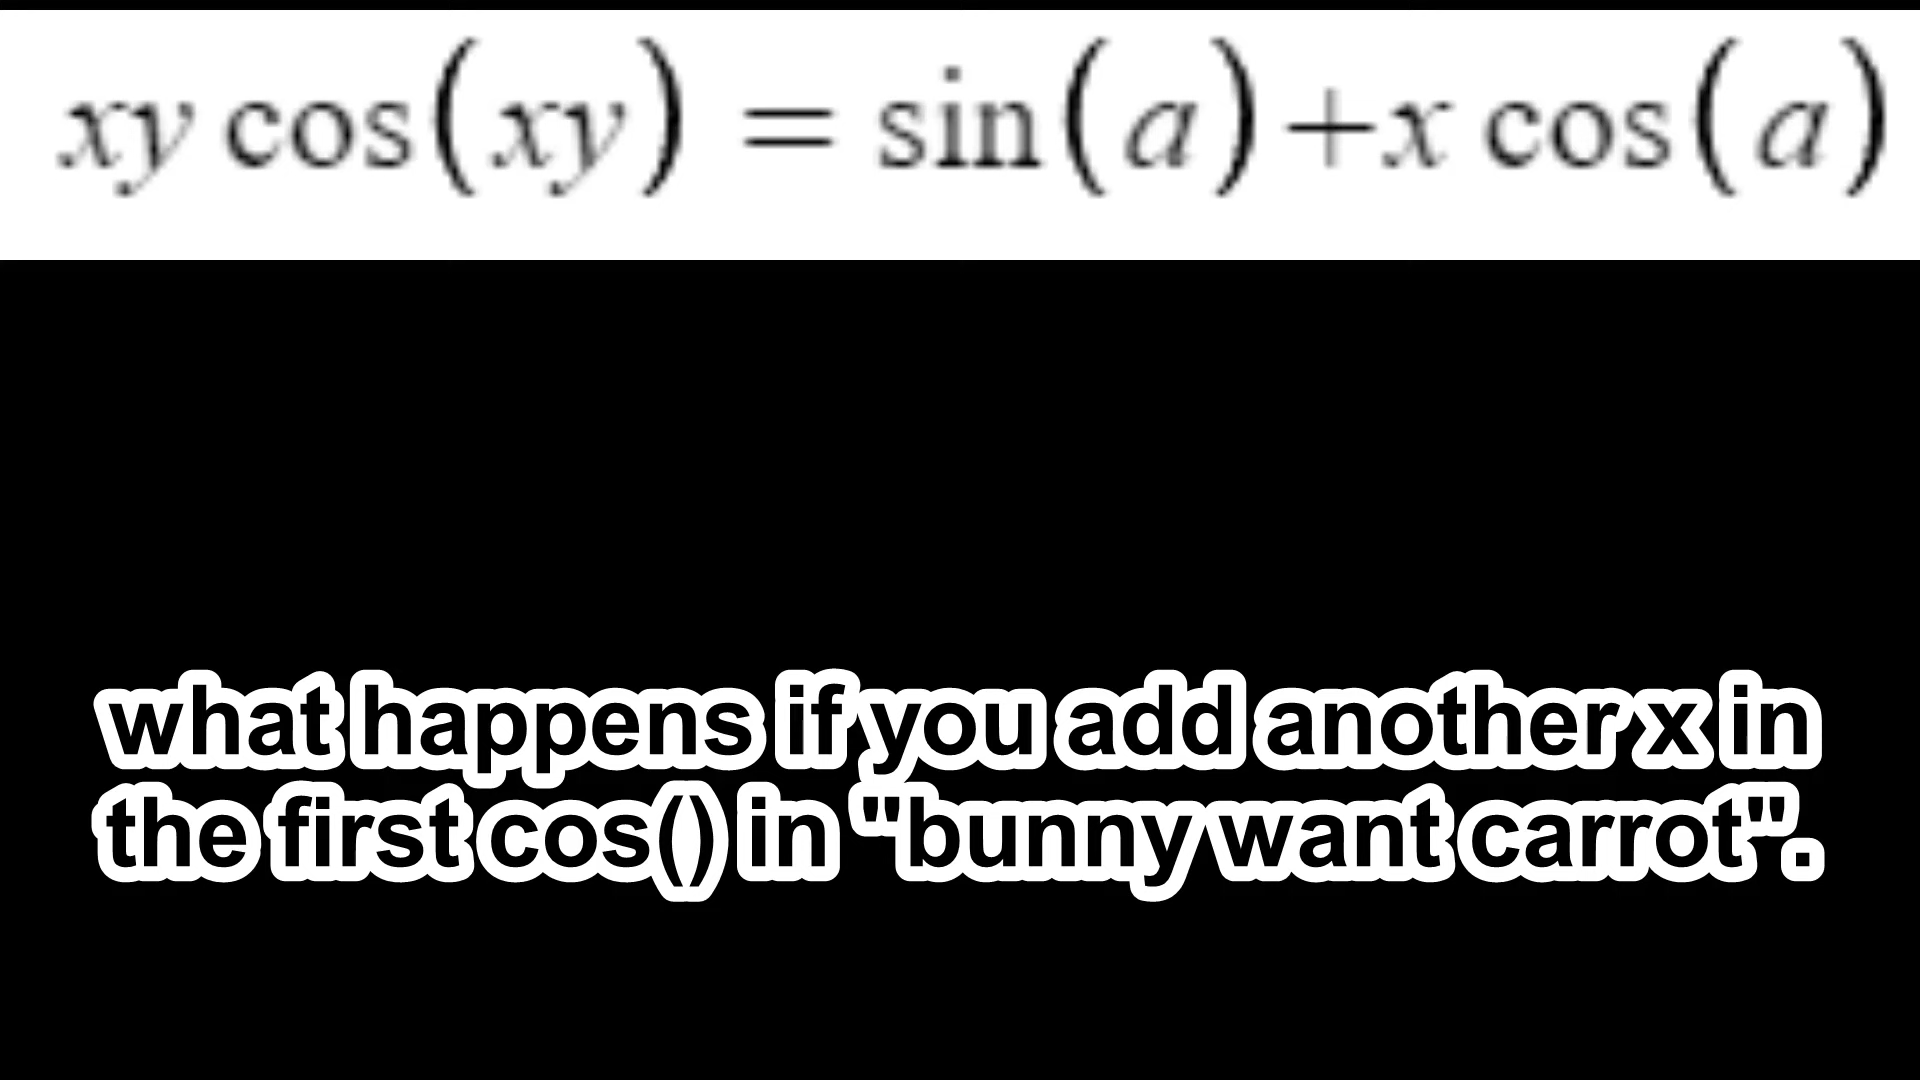 xy cos(xy) = sin(a)+x cos(a)
what happens if you add another x in
the first cos() in "bunny want carrot".